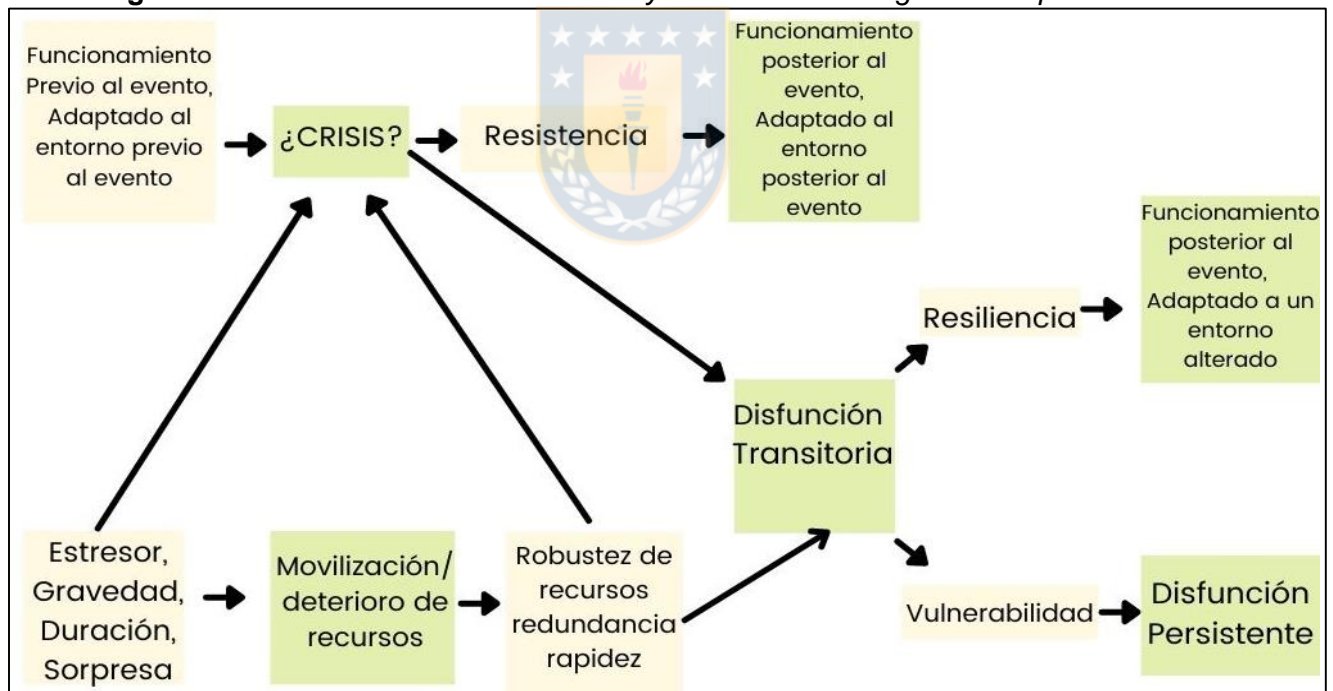 Funcionamiento
Previo al evento,
Adaptado al
entorno previo
al evento
¿CRISIS?
Resistencia
Funcionamiento
posterior al
evento,
Adaptado al
entorno
posterior al
evento
Funcionamiento
posterior al
evento,
Adaptado a un
entorno
alterado
Resiliencia
Disfunción
Transitoria
Estresor,
Gravedad,
Duración,
Sorpresa
Movilización/
deterioro de
recursos
Robustez de
recursos
redundancia
rapidez
Vulnerabilidad
Disfunción
Persistente